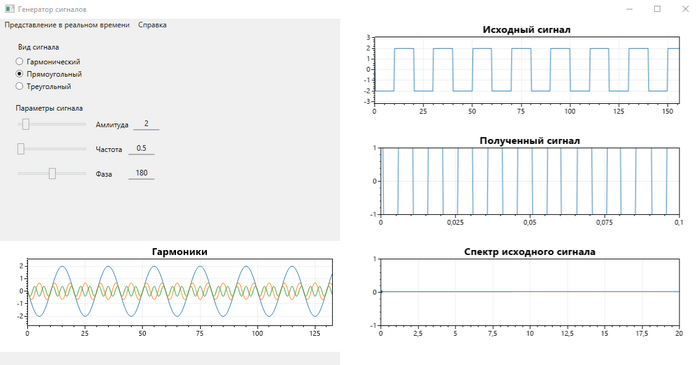 Генератор сигналов
Представление в реальном времени Справка
Вид сигнала
Гармонический
Прямоугольный
Треугольный
Параметры сигнала
Амлитуда 2
Частота 0.5
Фаза 180
Исходный сигнал
3
2
1
0
-1
-2
-3
0 25 50 75 100 125 150
Полученный сигнал
1
0
-1
0 0,025 0,05 0,075 0,1
Гармоники
2
1
0
-1
-2
0 25 50 75 100 125
Спектр исходного сигнала
1
0
-1
0 2,5 5 7,5 10 12,5 15 17,5 20